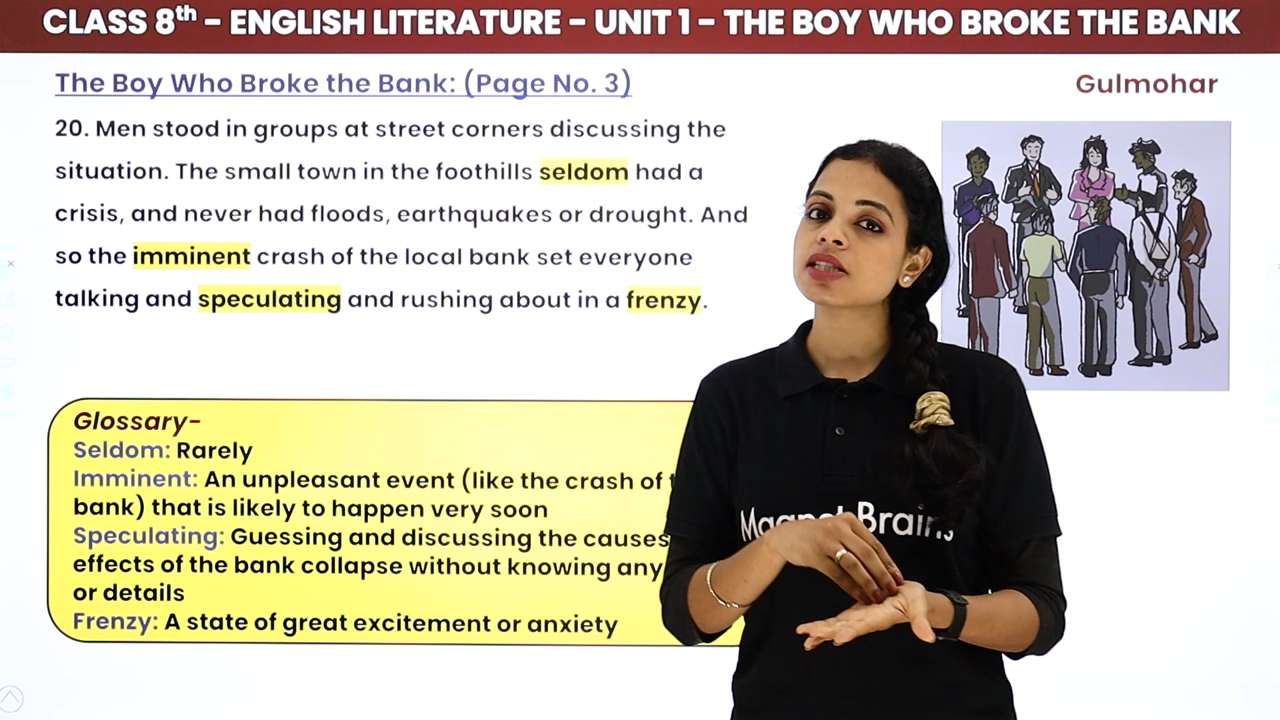 CLASS 8th - ENGLISH LITERATURE - UNIT 1 - THE BOY WHO BROKE THE BANK
The Boy Who Broke the Bank: (Page No. 3)
Gulmohar
20. Men stood in groups at street corners discussing the
situation. The small town in the foothills seldom had a
crisis, and never had floods, earthquakes or drought. And
so the imminent crash of the local bank set everyone
talking and speculating and rushing about in a frenzy.
Glossary-
Seldom: Rarely
Imminent: An unpleasant event (like the crash of
bank) that is likely to happen very soon
Speculating: Guessing and discussing the causes
effects of the bank collapse without knowing any
or details
Frenzy: A state of great excitement or anxiety
Magnet Brains